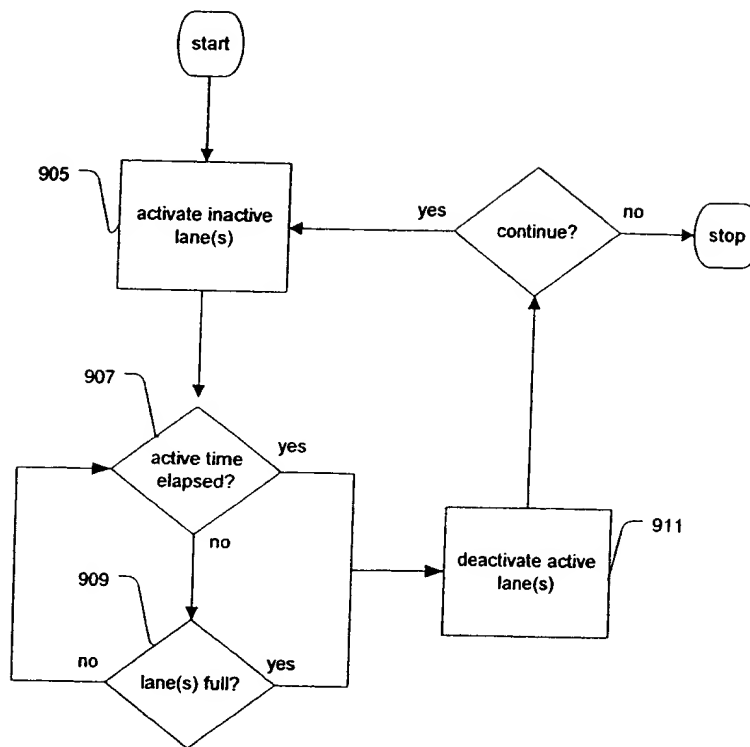 start
905
activate inactive
lane(s)
yes
continue?
no
stop
907
active time
elapsed?
yes
no
909
lane(s) full?
no
yes
deactivate active
lane(s)
911